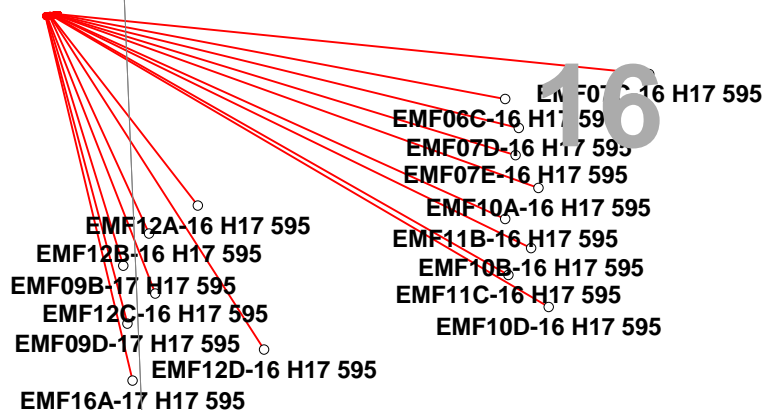 16
EMF07C-16 H17 595
EMF06C-16 H17 595
EMF07D-16 H17 595
EMF07E-16 H17 595
EMF10A-16 H17 595
EMF12A-16 H17 595
EMF11B-16 H17 595
EMF12B-16 H17 595
EMF10B-16 H17 595
EMF09B-17 H17 595
EMF11C-16 H17 595
EMF12C-16 H17 595
EMF10D-16 H17 595
EMF09D-17 H17 595
EMF12D-16 H17 595
EMF16A-17 H17 595